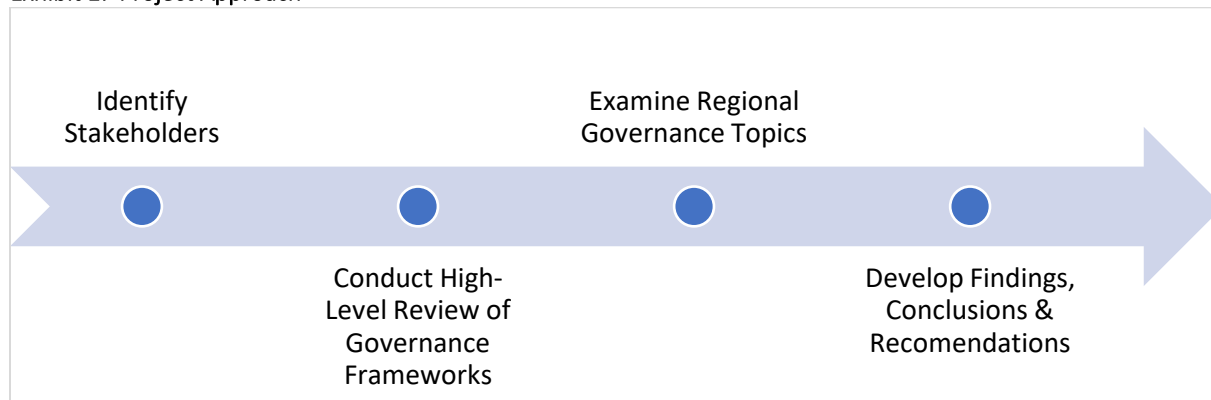 Identify
Stakeholders
Conduct High-
Level Review of
Governance
Frameworks
Examine Regional
Governance Topics
Develop Findings,
Conclusions &
Recomendations